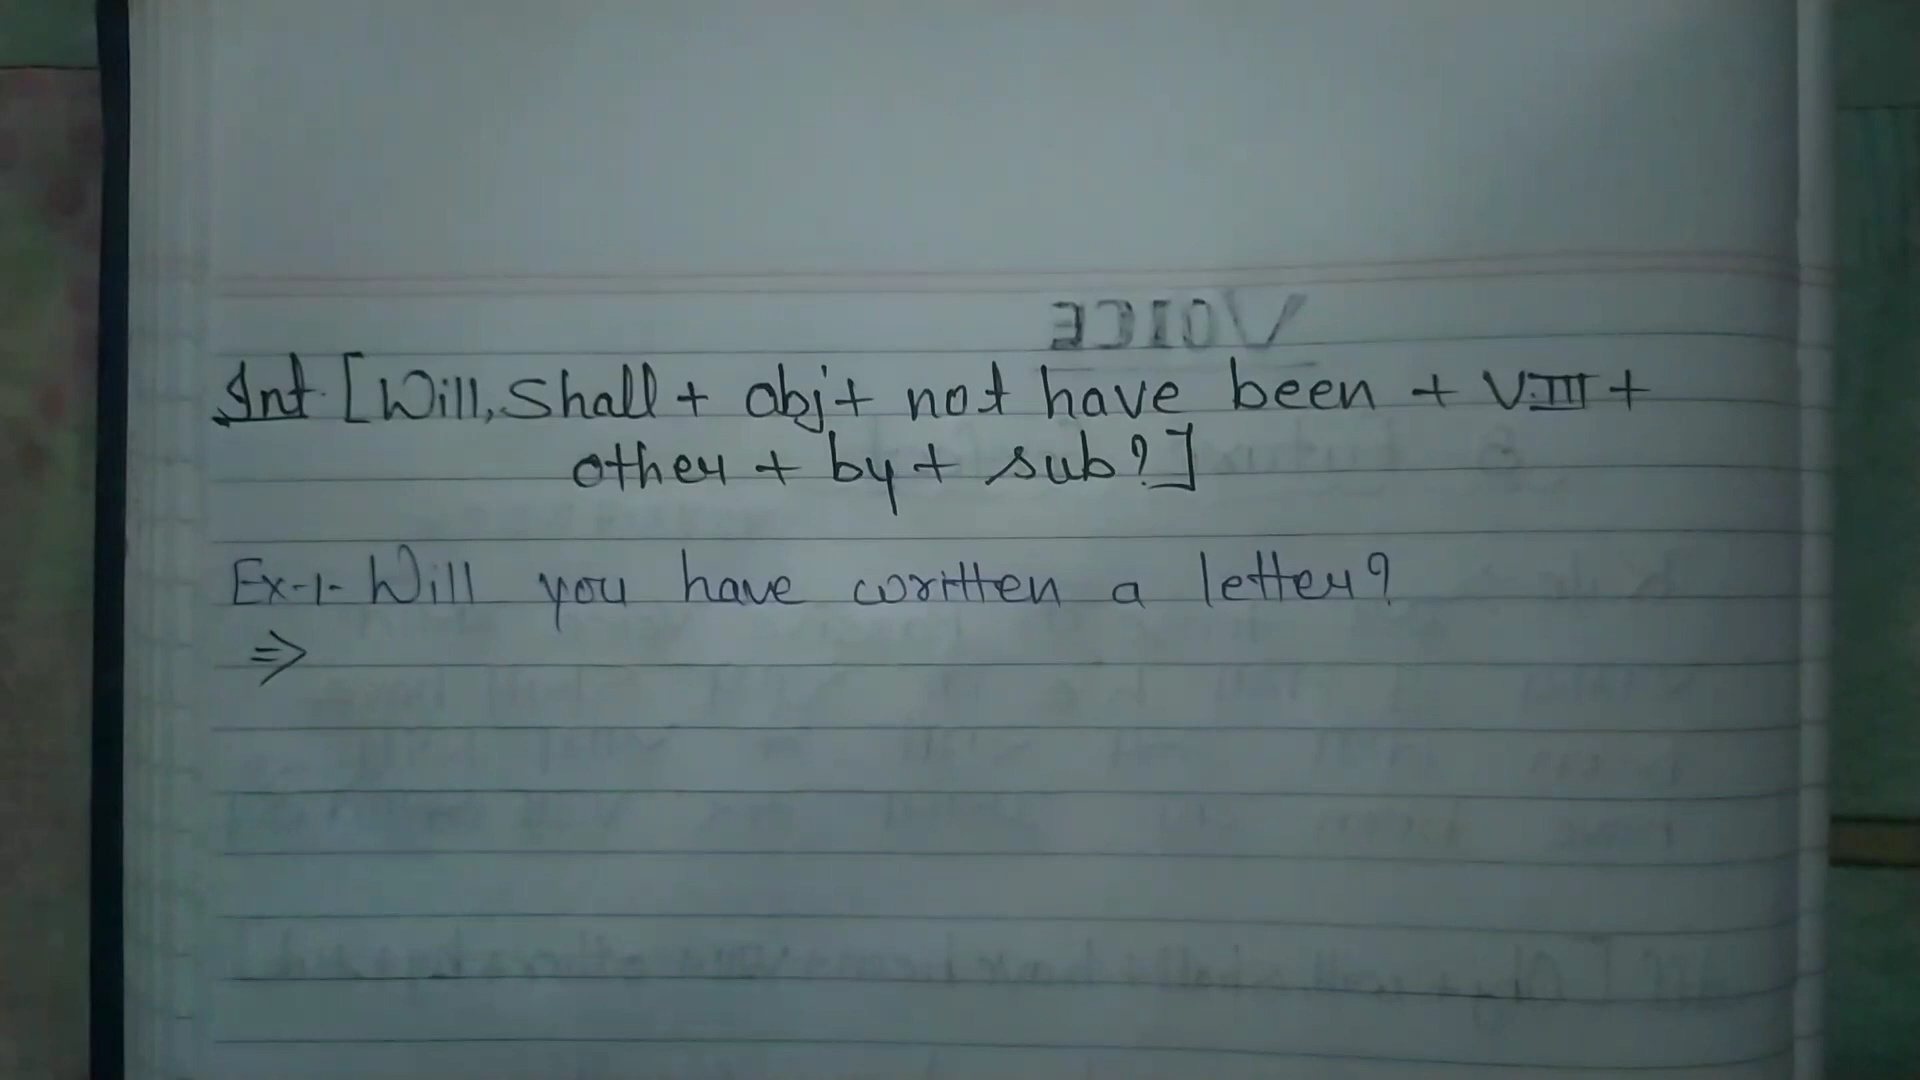 VOICE
Int [Will, Shall + obj + not have been + V.III +
other + by + sub?]
Ex-1- Will you have written a letter?
⇒